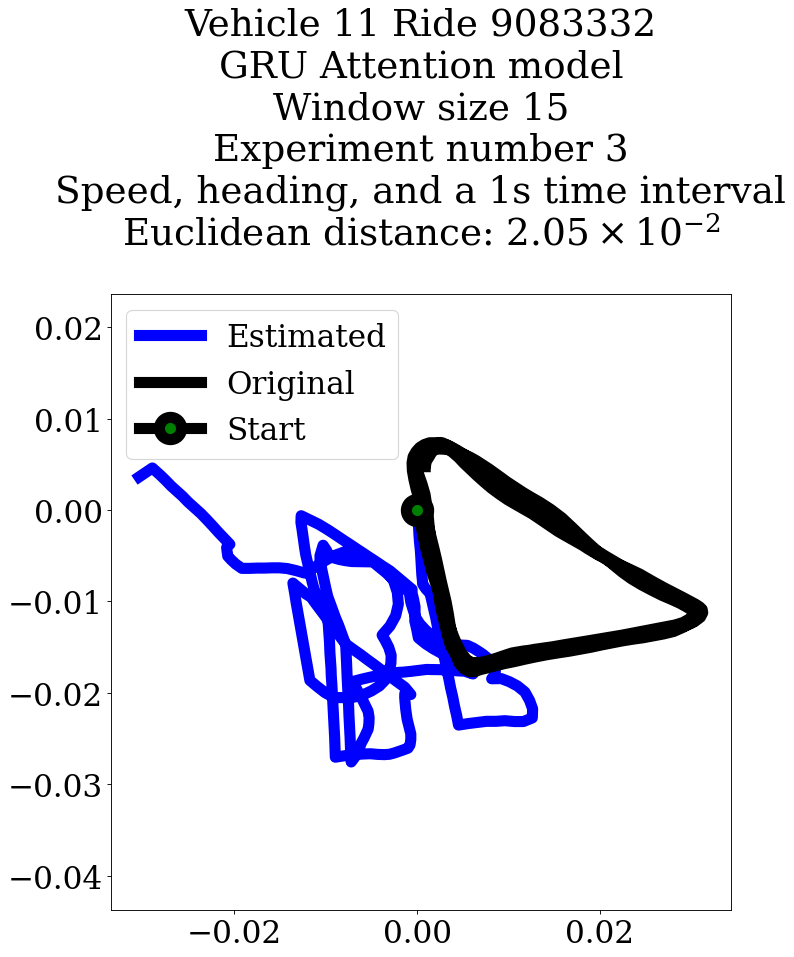 Vehicle 11 Ride 9083332
GRU Attention model
Window size 15
Experiment number 3
Speed, heading, and a 1s time interval
Euclidean distance: 2.05 × 10⁻²
Estimated
Original
Start
0.02
0.01
0.00
−0.01
−0.02
−0.03
−0.04
−0.02
0.00
0.02